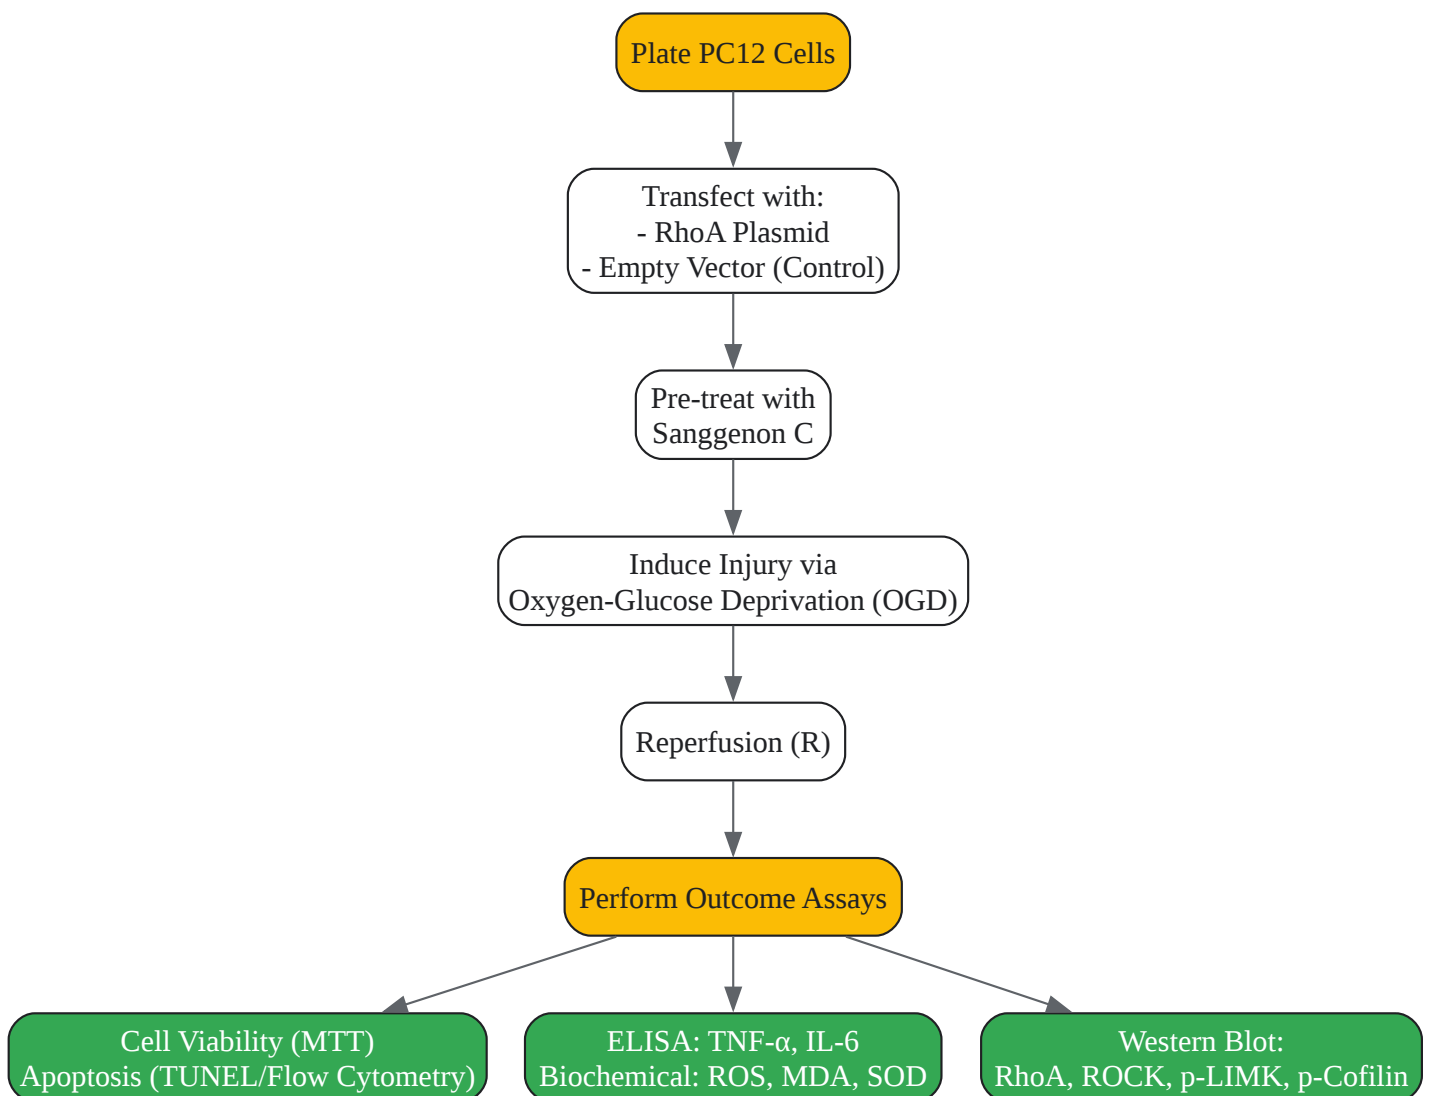 Plate PC12 Cells
Transfect with:
- RhoA Plasmid
- Empty Vector (Control)
Pre-treat with
Sanggenon C
Induce Injury via
Oxygen-Glucose Deprivation (OGD)
Reperfusion (R)
Perform Outcome Assays
Cell Viability (MTT)
Apoptosis (TUNEL/Flow Cytometry)
ELISA: TNF-α, IL-6
Biochemical: ROS, MDA, SOD
Western Blot:
RhoA, ROCK, p-LIMK, p-Cofilin